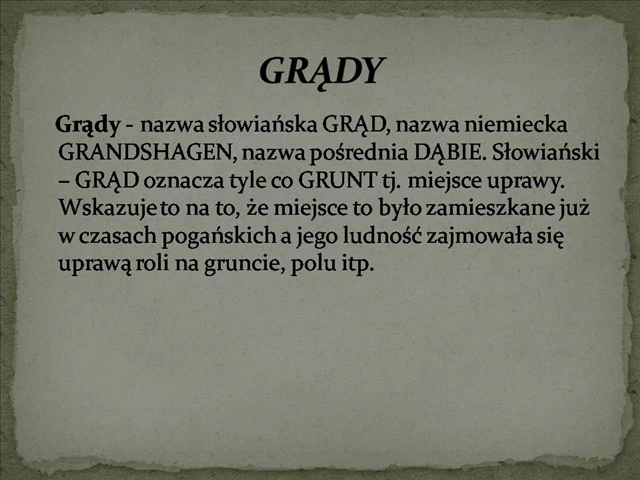 GRĄDY
Grądy - nazwa słowiańska GRĄD, nazwa niemiecka
GRANDSHAGEN, nazwa pośrednia DĄBIE. Słowiański
– GRĄD oznacza tyle co GRUNT tj. miejsce uprawy.
Wskazuje to na to, że miejsce to było zamieszkane już
w czasach pogańskich a jego ludność zajmowała się
uprawą roli na gruncie, polu itp.